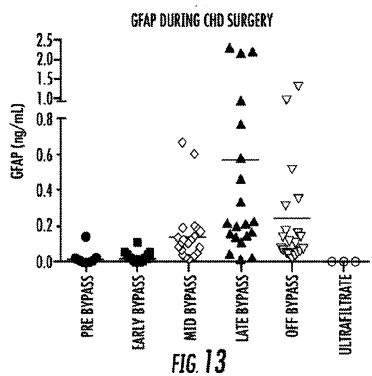 GFAP DURING CHD SURGERY
GFAP (ng/mL)
2.5
2.0
1.5
1.0
0.8
0.6
0.4
0.2
0.0
PRE BYPASS
EARLY BYPASS
MID BYPASS
LATE BYPASS
OFF BYPASS
ULTRAFILTRATE
FIG. 13